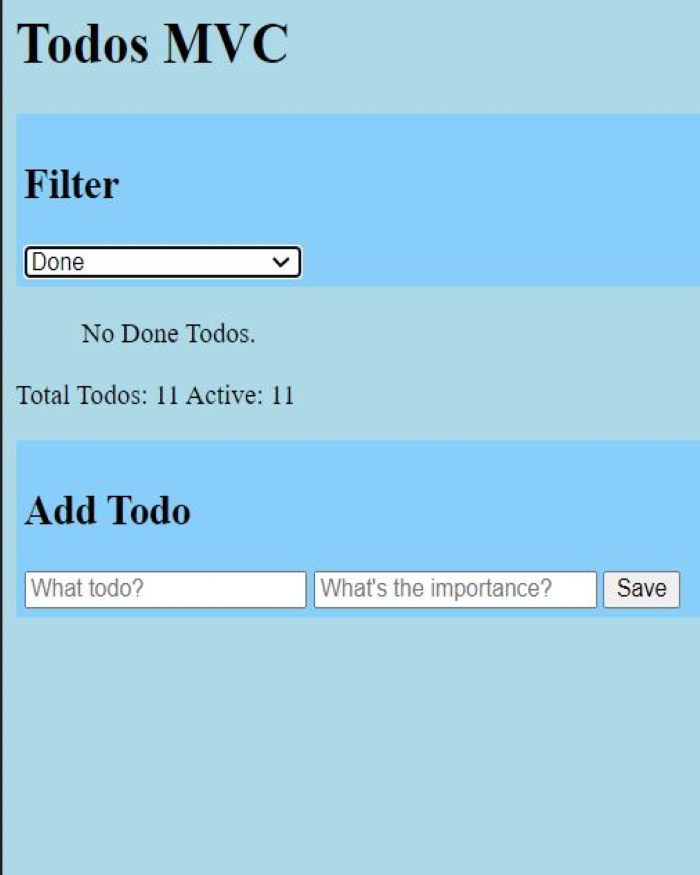 Todos MVC
Filter
Done
No Done Todos.
Total Todos: 11 Active: 11
Add Todo
What todo? What's the importance? Save